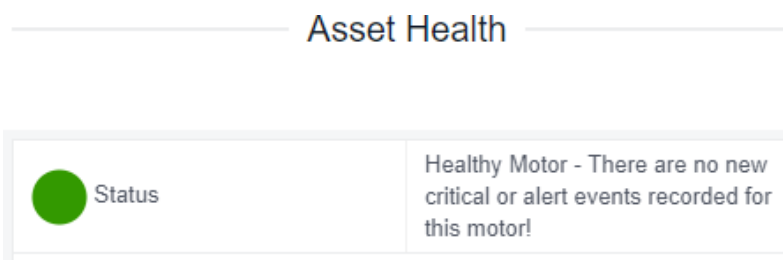 Asset Health
Status
Healthy Motor - There are no new
critical or alert events recorded for
this motor!